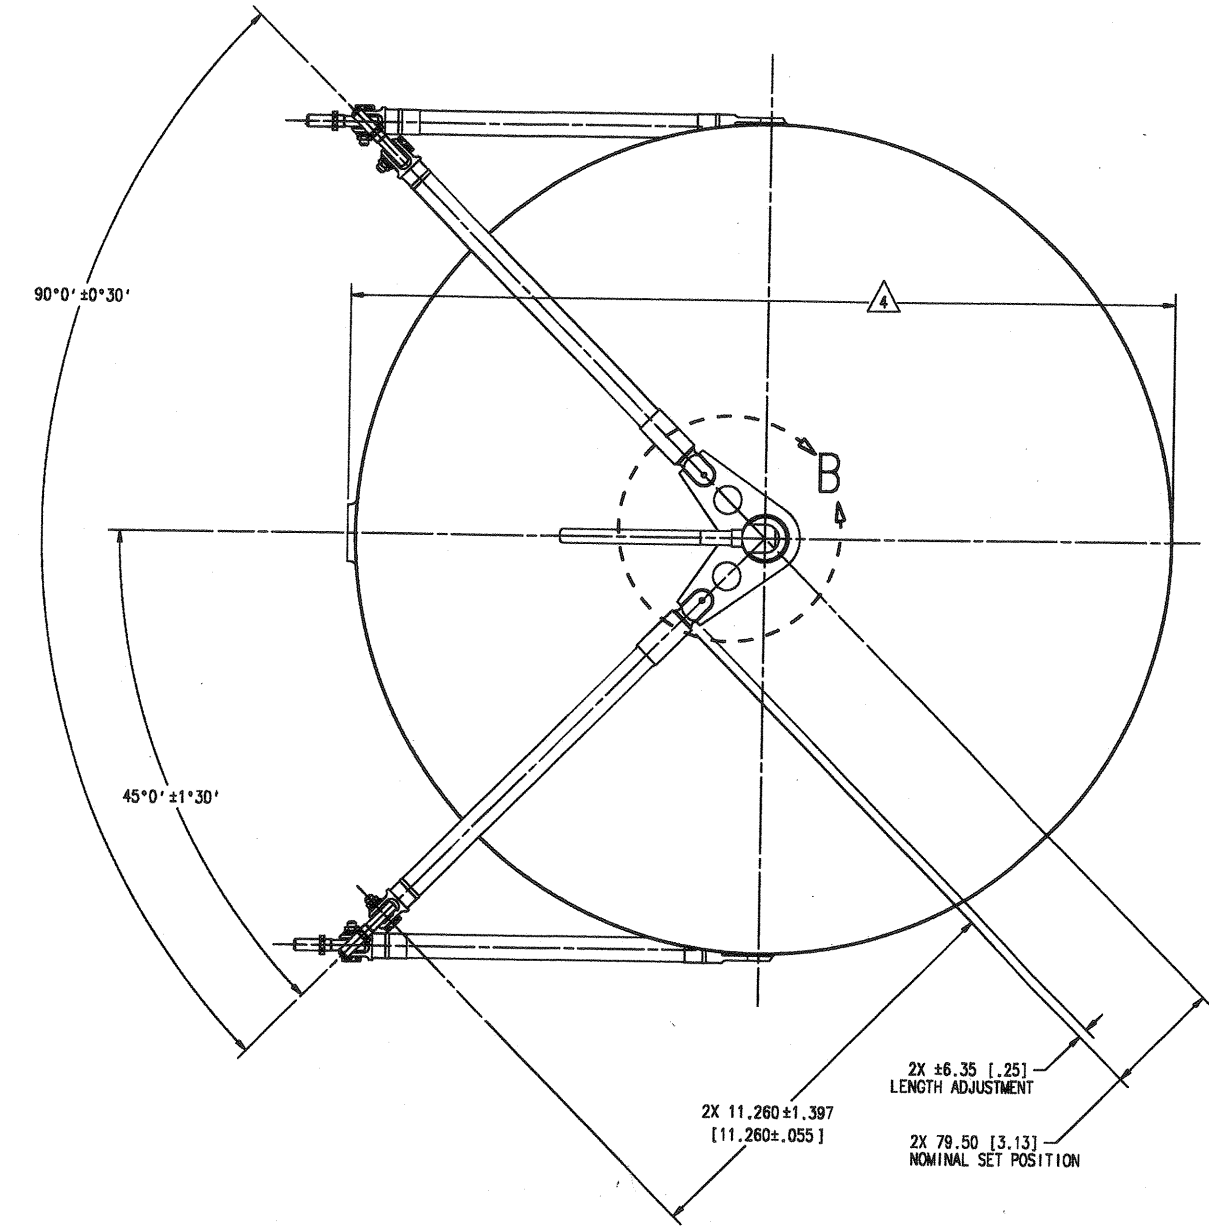 90°0'±0°30'
4
B
45°0'±1°30'
2X ±6.35 [.25]
LENGTH ADJUSTMENT
2X 11.260±1.397
[11.260±.055]
2X 79.50 [3.13]
NOMINAL SET POSITION